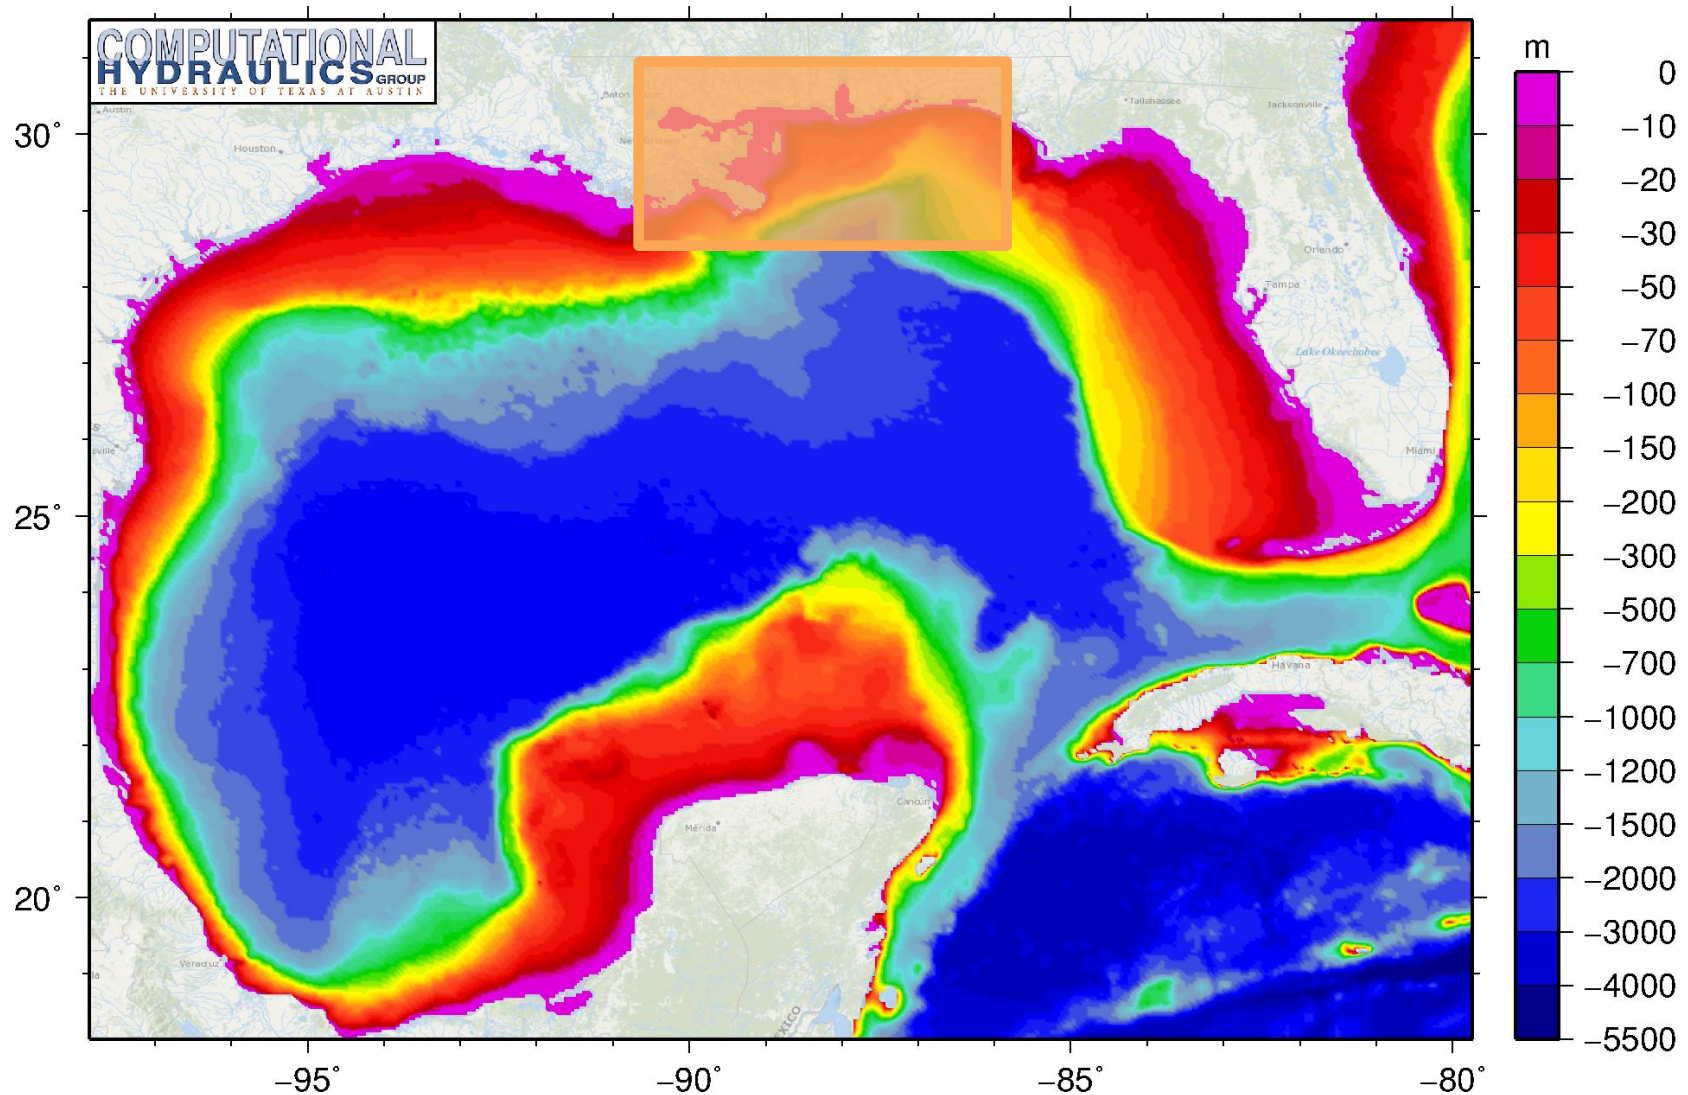 COMPUTATIONAL
HYDRAULICS GROUP
THE UNIVERSITY OF TEXAS AT AUSTIN
m
0
−10
−20
−30
−50
−70
−100
−150
−200
−300
−500
−700
−1000
−1200
−1500
−2000
−3000
−4000
−5500
30°
25°
20°
−95°
−90°
−85°
−80°
Austin
Houston
Baton
Tallahassee
Jacksonville
Orlando
Tampa
Lake Okeechobee
Miami
Havana
Cancún
Mérida
Veracruz
sville